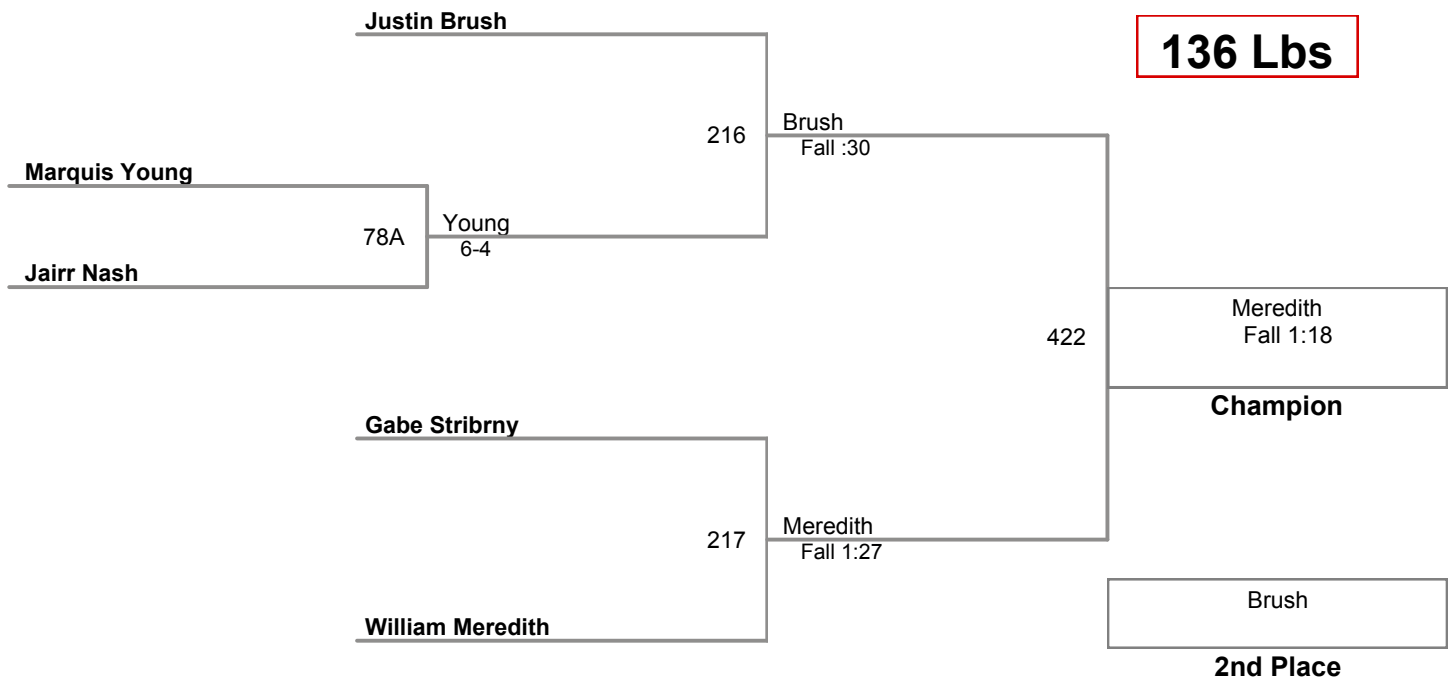 Justin Brush
136 Lbs
216
Brush
Fall :30
Marquis Young
78A
Young
6-4
Jairr Nash
422
Meredith
Fall 1:18
Champion
Gabe Stribrny
217
Meredith
Fall 1:27
William Meredith
Brush
2nd Place